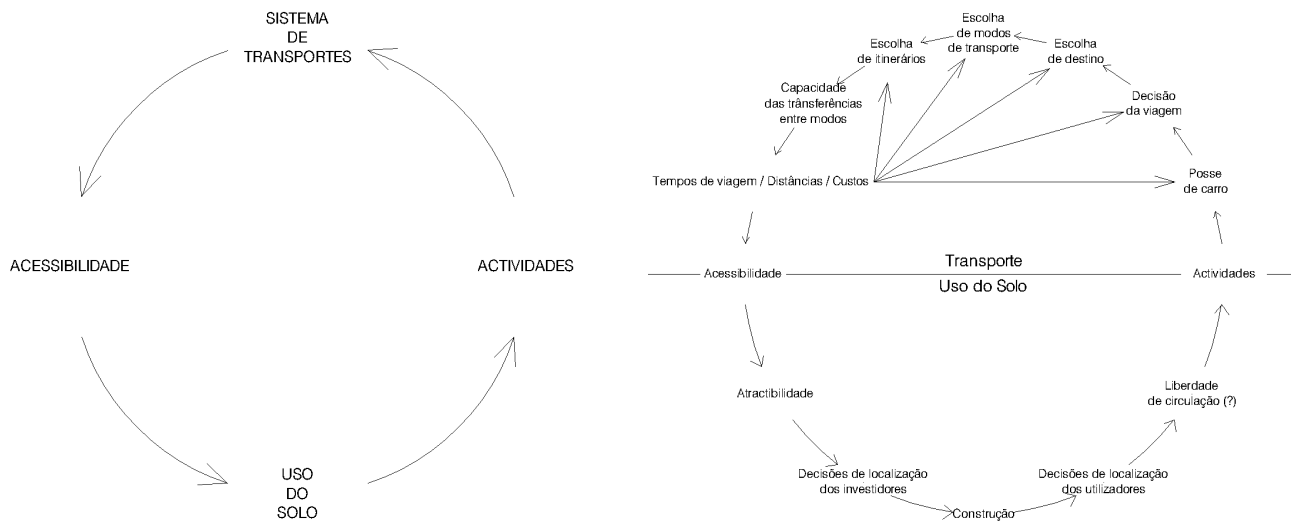 SISTEMA
DE
TRANSPORTES
ACESSIBILIDADE
ACTIVIDADES
USO
DO
SOLO
Escolha
de modos
de transporte
Escolha
de itinerários
Escolha
de destino
Capacidade
das trânsferências
entre modos
Decisão
da viagem
Tempos de viagem / Distâncias / Custos
Posse
de carro
Transporte
Acessibilidade
Actividades
Uso do Solo
Atractibilidade
Liberdade
de circulação (?)
Decisões de localização
dos investidores
Decisões de localização
dos utilizadores
Construção